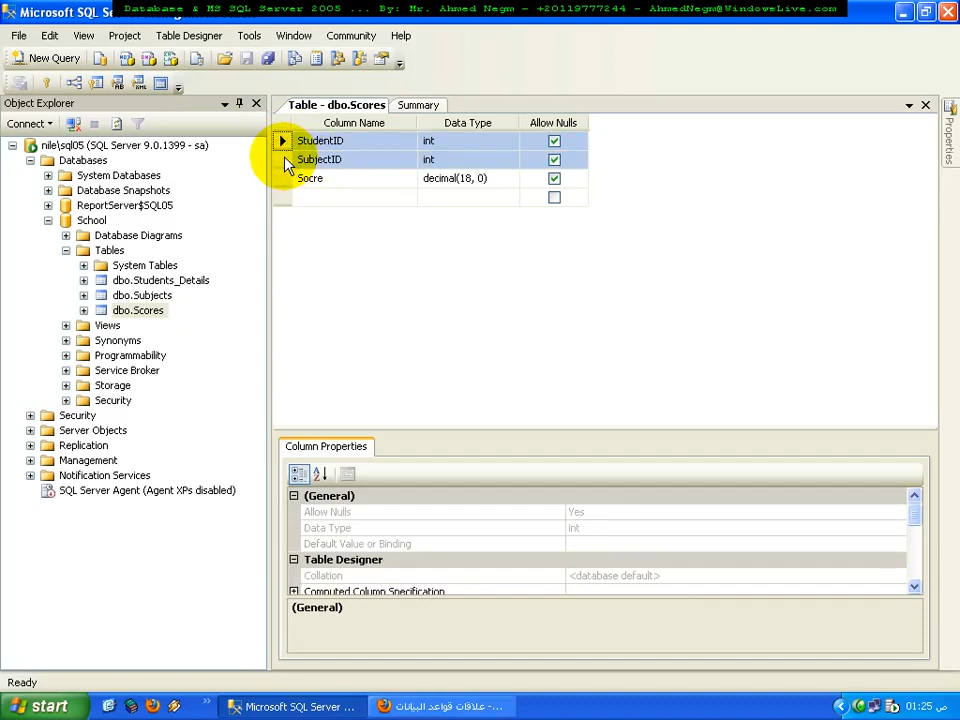 Database & MS SQL Server 2005 ... By: Mr. Ahmed Negm - +20119777244 - AhmedNegm@WindowsLive.com
Microsoft SQL Se
File Edit View Project Table Designer Tools Window Community Help
New Query
Object Explorer
Table - dbo.Scores Summary
Connect
Column Name Data Type Allow Nulls
StudentID int
SubjectID int
Socre decimal(18, 0)
nile\sql05 (SQL Server 9.0.1399 - sa)
Databases
System Databases
Database Snapshots
ReportServer$SQL05
School
Database Diagrams
Tables
System Tables
dbo.Students_Details
dbo.Subjects
dbo.Scores
Views
Synonyms
Programmability
Service Broker
Storage
Security
Security
Server Objects
Replication
Management
Notification Services
SQL Server Agent (Agent XPs disabled)
Properties
Column Properties
(General)
Allow Nulls Yes
Data Type int
Default Value or Binding
Table Designer
Collation <database default>
Computed Column Specification
(General)
Ready
start
Microsoft SQL Server ...
علاقات قواعد البيانات - ...
01:25 ص